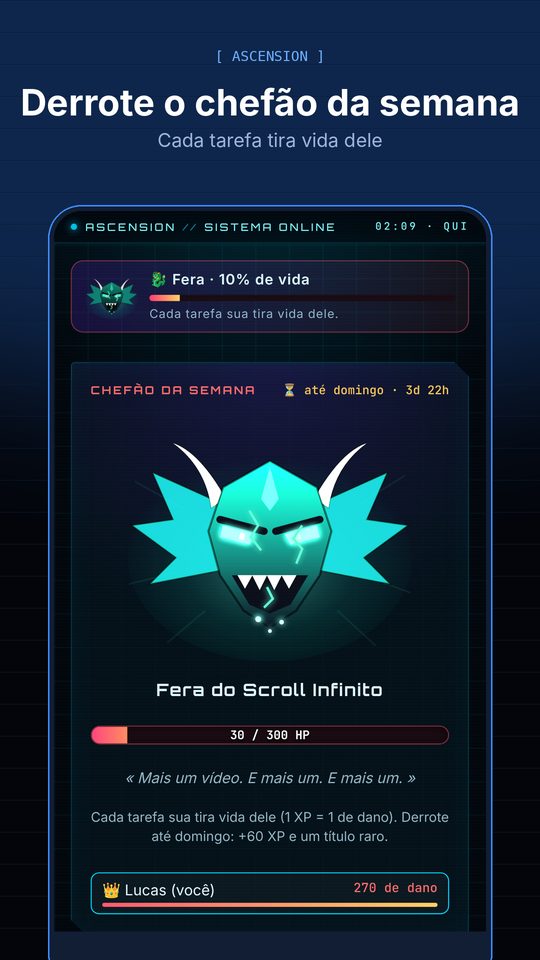 [ ASCENSION ]
Derrote o chefão da semana
Cada tarefa tira vida dele
ASCENSION // SISTEMA ONLINE
02:09 · QUI
🐉 Fera · 10% de vida
Cada tarefa sua tira vida dele.
CHEFÃO DA SEMANA
⏳ até domingo · 3d 22h
Fera do Scroll Infinito
30 / 300 HP
« Mais um vídeo. E mais um. E mais um. »
Cada tarefa sua tira vida dele (1 XP = 1 de dano). Derrote
até domingo: +60 XP e um título raro.
👑 Lucas (você)
270 de dano